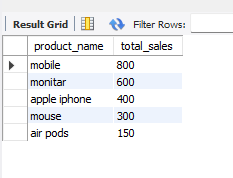 Result Grid Filter Rows:
product_name total_sales
mobile 800
monitar 600
apple iphone 400
mouse 300
air pods 150